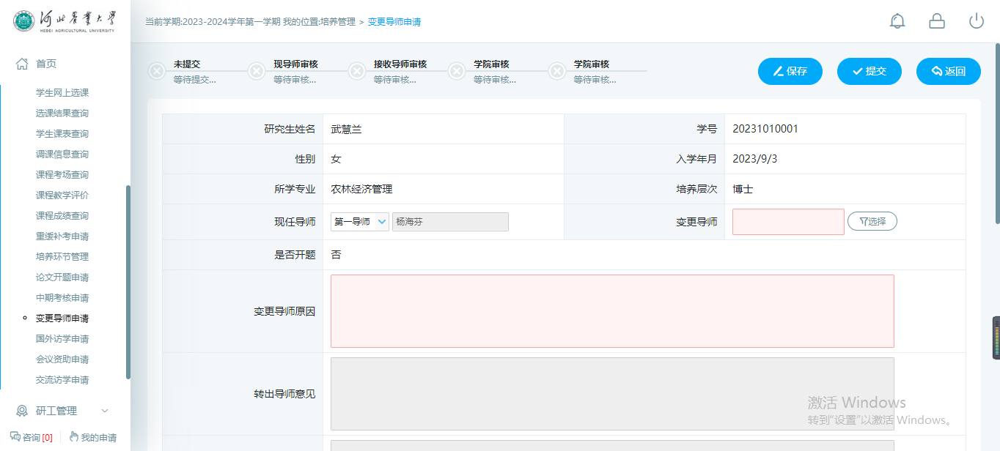 河北农业大学
HEBEI AGRICULTURAL UNIVERSITY
当前学期:2023-2024学年第一学期 我的位置:培养管理 > 变更导师申请
首页
学生网上选课
选课结果查询
学生课表查询
调课信息查询
课程考场查询
课程教学评价
课程成绩查询
重缓补考申请
培养环节管理
论文开题申请
中期考核申请
变更导师申请
国外访学申请
会议资助申请
交流访学申请
研工管理
咨询[0] 我的申请
未提交 现导师审核 接收导师审核 学院审核 学院审核
等待提交... 等待审核... 等待审核... 等待审核... 等待审核...
保存 提交 返回
研究生姓名 武慧兰 学号 20231010001
性别 女 入学年月 2023/9/3
所学专业 农林经济管理 培养层次 博士
现任导师 第一导师 杨海芬 变更导师 选择
是否开题 否
变更导师原因
转出导师意见
激活 Windows
转到"设置"以激活 Windows。